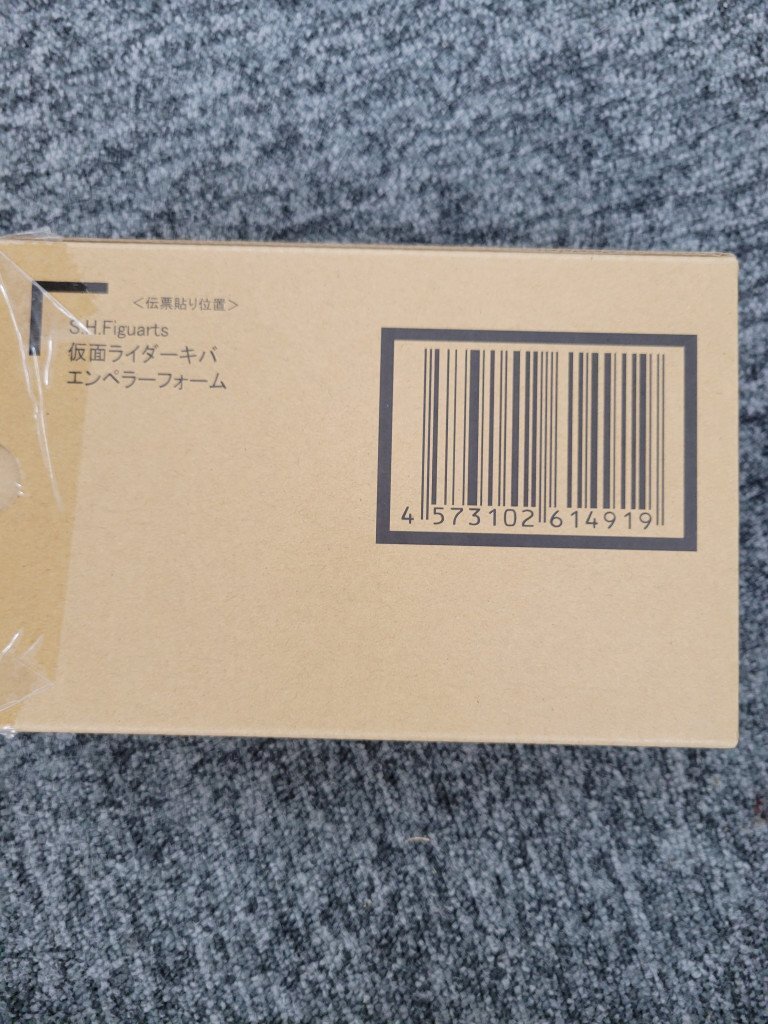 ＜伝票貼り位置＞
S.H.Figuarts
仮面ライダーキバ
エンペラーフォーム
4 573102 614919